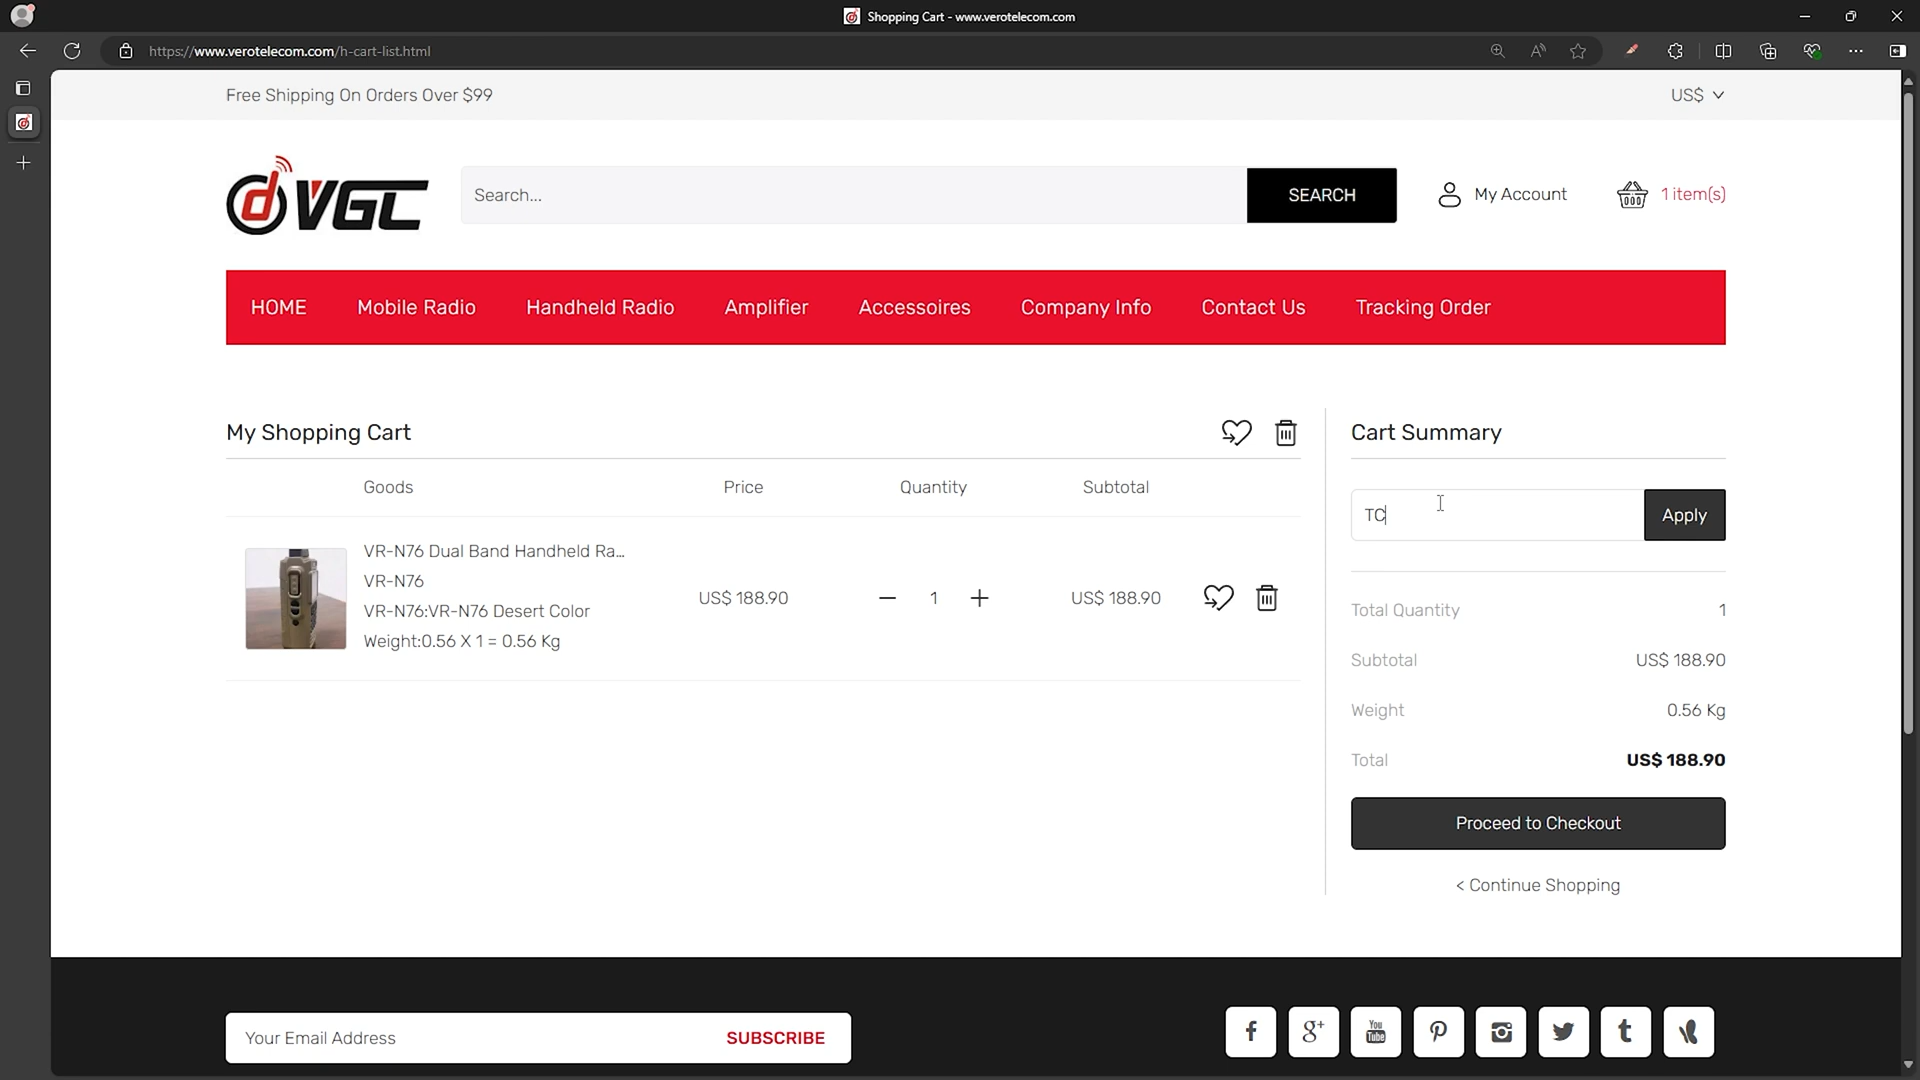 Shopping Cart - www.verotelecom.com
https://www.verotelecom.com/h-cart-list.html
Free Shipping On Orders Over $99
US$
VGC
Search...
SEARCH
My Account
1 item(s)
HOME
Mobile Radio
Handheld Radio
Amplifier
Accessoires
Company Info
Contact Us
Tracking Order
My Shopping Cart
Goods
Price
Quantity
Subtotal
VR-N76 Dual Band Handheld Ra...
VR-N76
VR-N76:VR-N76 Desert Color
Weight:0.56 X 1 = 0.56 Kg
US$ 188.90
1
US$ 188.90
Cart Summary
TC
Apply
Total Quantity
1
Subtotal
US$ 188.90
Weight
0.56 Kg
Total
US$ 188.90
Proceed to Checkout
< Continue Shopping
Your Email Address
SUBSCRIBE